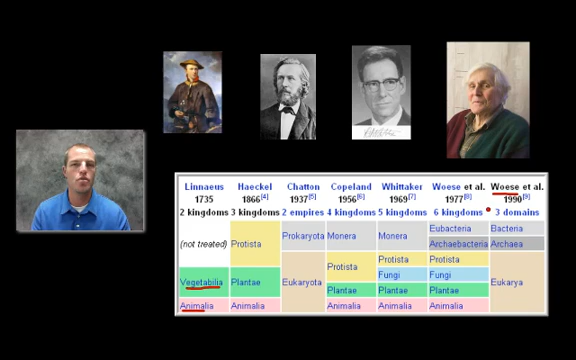 Linnaeus Haeckel Chatton Copeland Whittaker Woese et al. Woese et al.
1735 1866[4] 1937[5] 1956[6] 1969[7] 1977[8] 1990[9]
2 kingdoms 3 kingdoms 2 empires 4 kingdoms 5 kingdoms 6 kingdoms 3 domains
(not treated) Protista Prokaryota Monera Monera Eubacteria Bacteria
Archaebacteria Archaea
Eukaryota Protista Protista Protista Eukarya
Fungi Fungi
Vegetabilia Plantae Plantae Plantae Plantae
Animalia Animalia Animalia Animalia Animalia